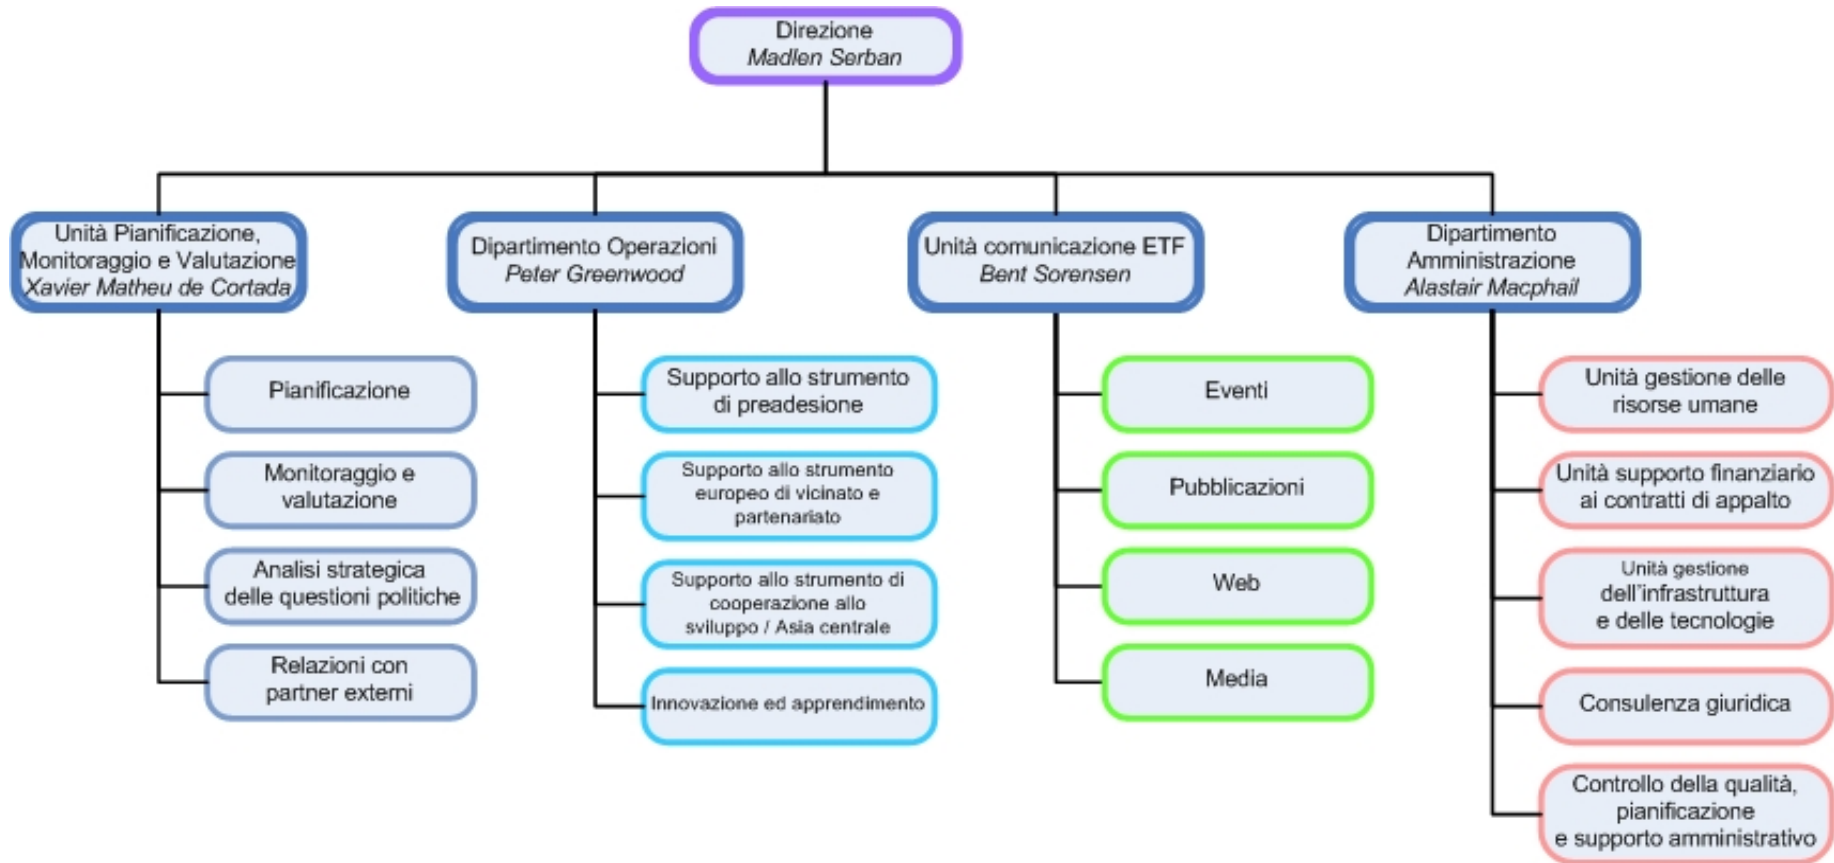 Direzione
Madlen Serban
Unità Pianificazione,
Monitoraggio e Valutazione
Xavier Matheu de Cortada
Dipartimento Operazioni
Peter Greenwood
Unità comunicazione ETF
Bent Sorensen
Dipartimento
Amministrazione
Alastair Macphail
Pianificazione
Monitoraggio e
valutazione
Analisi strategica
delle questioni politiche
Relazioni con
partner externi
Supporto allo strumento
di preadesione
Supporto allo strumento
europeo di vicinato e
partenariato
Supporto allo strumento di
cooperazione allo
sviluppo / Asia centrale
Innovazione ed apprendimento
Eventi
Pubblicazioni
Web
Media
Unità gestione delle
risorse umane
Unità supporto finanziario
ai contratti di appalto
Unità gestione
dell'infrastruttura
e delle tecnologie
Consulenza giuridica
Controllo della qualità,
pianificazione
e supporto amministrativo